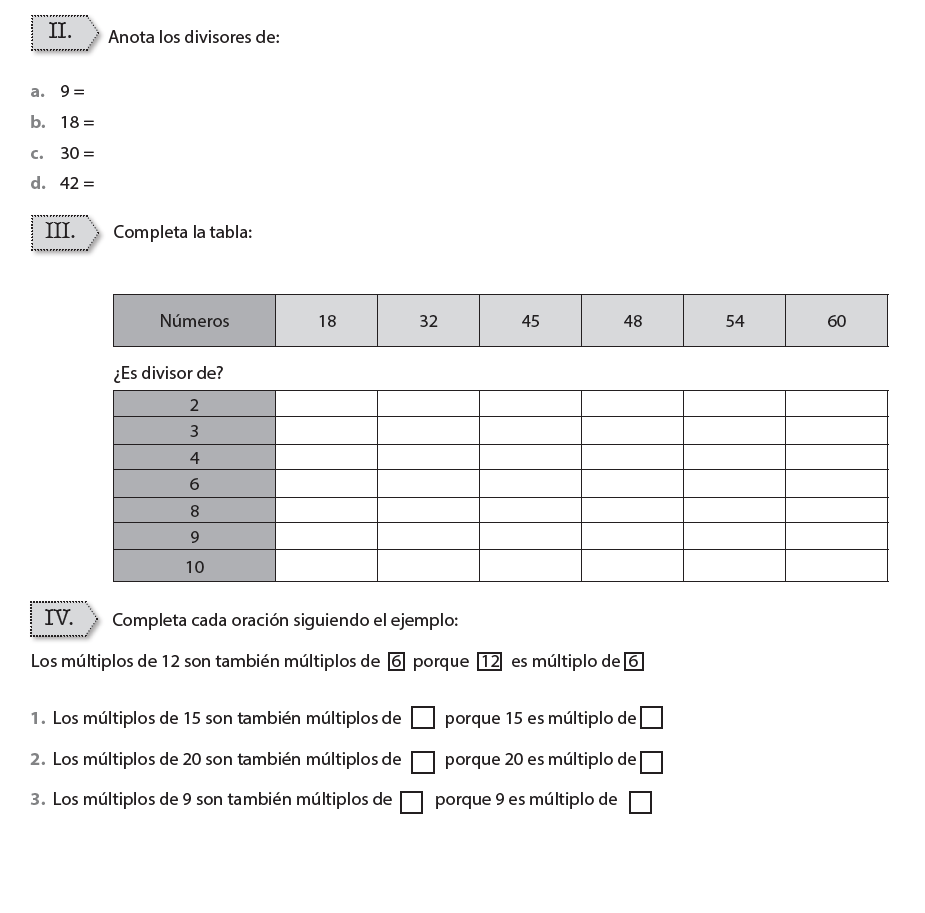 II. Anota los divisores de:
a. 9 =
b. 18 =
c. 30 =
d. 42 =
III. Completa la tabla:
Números 18 32 45 48 54 60
¿Es divisor de?
2
3
4
6
8
9
10
IV. Completa cada oración siguiendo el ejemplo:
Los múltiplos de 12 son también múltiplos de 6 porque 12 es múltiplo de 6
1. Los múltiplos de 15 son también múltiplos de porque 15 es múltiplo de
2. Los múltiplos de 20 son también múltiplos de porque 20 es múltiplo de
3. Los múltiplos de 9 son también múltiplos de porque 9 es múltiplo de